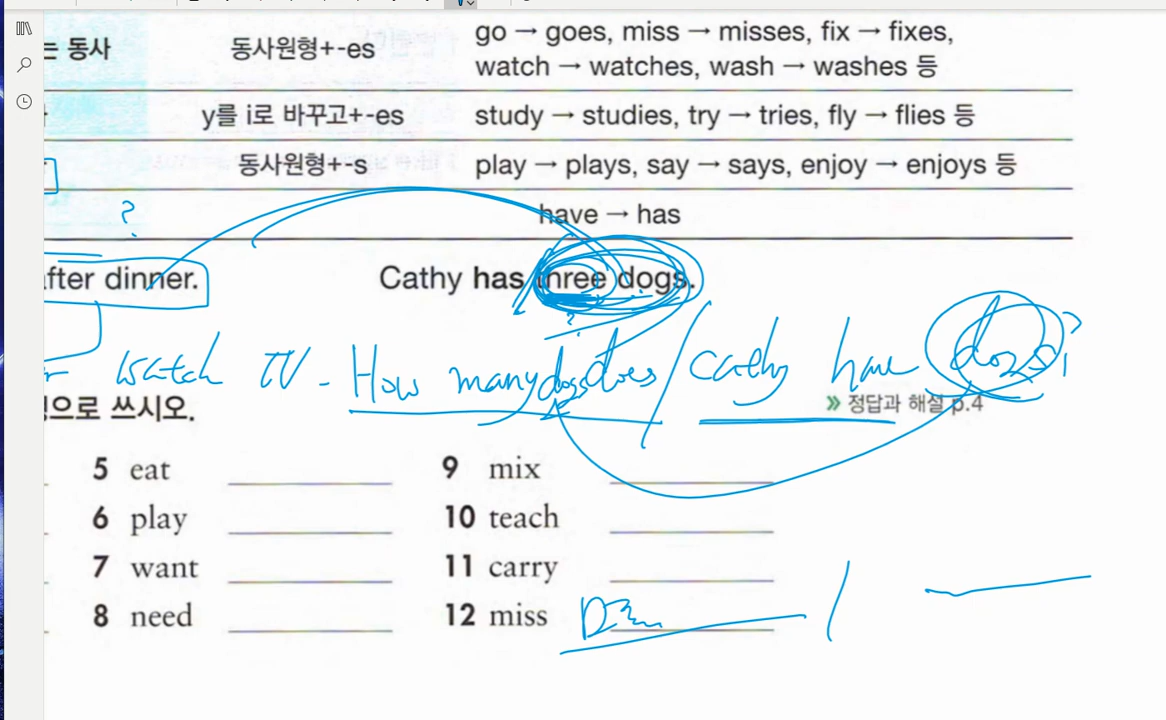 는 동사 동사원형+-es go → goes, miss → misses, fix → fixes,
watch → watches, wash → washes 등
y를 i로 바꾸고+-es study → studies, try → tries, fly → flies 등
동사원형+-s play → plays, say → says, enjoy → enjoys 등
?
have → has
after dinner. Cathy has three dogs.
?
watch TV - How many dogs does / Cathy have dogs?
으로 쓰시오. » 정답과 해설 p.4
5 eat 9 mix
6 play 10 teach
7 want 11 carry
8 need 12 miss